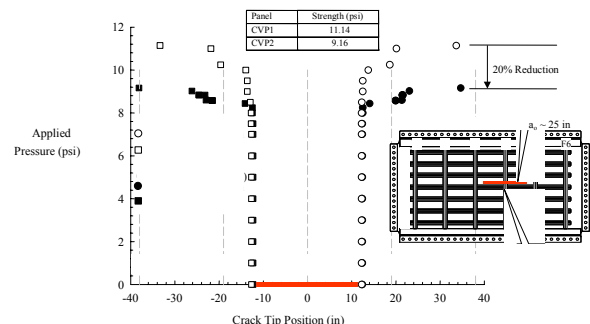 Panel Strength (psi)
CVP1 11.14
CVP2 9.16
12
10
8
6
4
2
0
Applied
Pressure (psi)
20% Reduction
aₒ ~ 25 in
F6
-40 -30 -20 -10 0 10 20 30 40
Crack Tip Position (in)